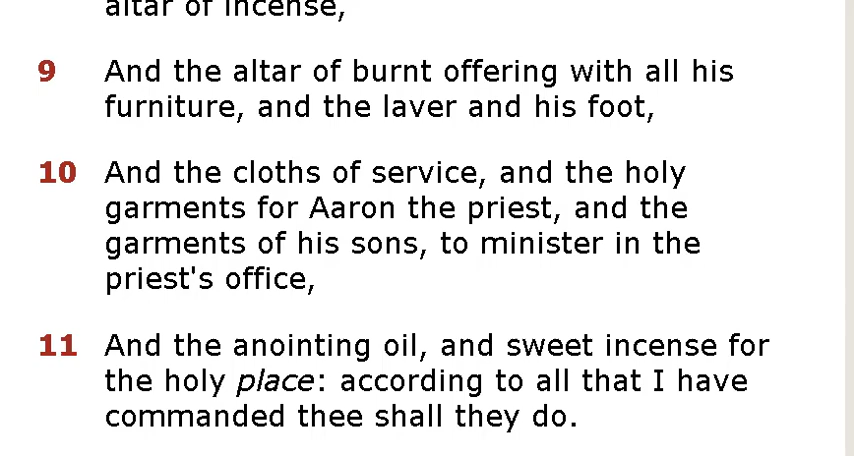 altar of incense,
9 And the altar of burnt offering with all his
furniture, and the laver and his foot,
10 And the cloths of service, and the holy
garments for Aaron the priest, and the
garments of his sons, to minister in the
priest's office,
11 And the anointing oil, and sweet incense for
the holy place: according to all that I have
commanded thee shall they do.